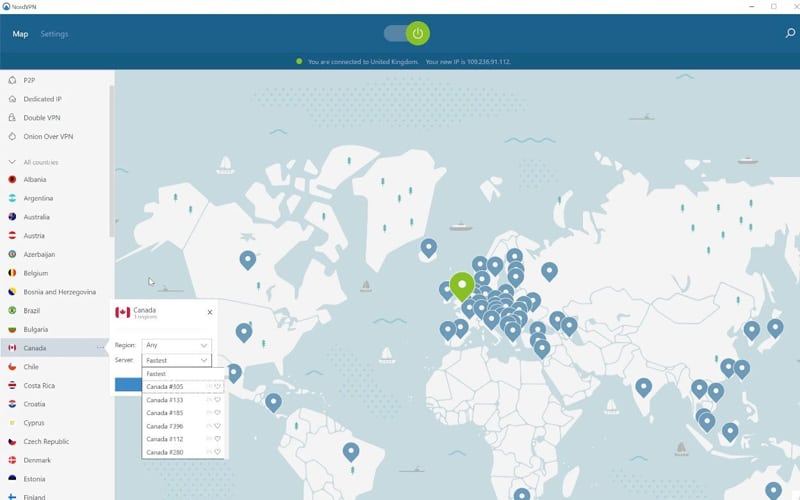 NordVPN
Map Settings
You are connected to United Kingdom. Your new IP is 109.236.91.112.
P2P
Dedicated IP
Double VPN
Onion Over VPN
All countries
Albania
Argentina
Australia
Austria
Azerbaijan
Belgium
Bosnia and Herzegovina
Brazil
Bulgaria
Canada
Chile
Costa Rica
Croatia
Cyprus
Czech Republic
Denmark
Estonia
Finland
Canada
3 regions
Region: Any
Server: Fastest
Fastest
Canada #305
Canada #133
Canada #185
Canada #112
Canada #280